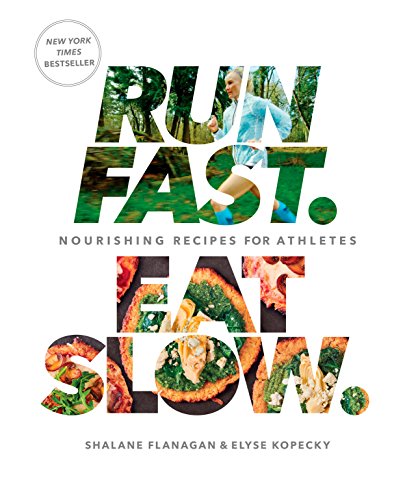 NEW YORK
TIMES
BESTSELLER
RUN
FAST.
NOURISHING RECIPES FOR ATHLETES
EAT
SLOW.
SHALANE FLANAGAN & ELYSE KOPECKY